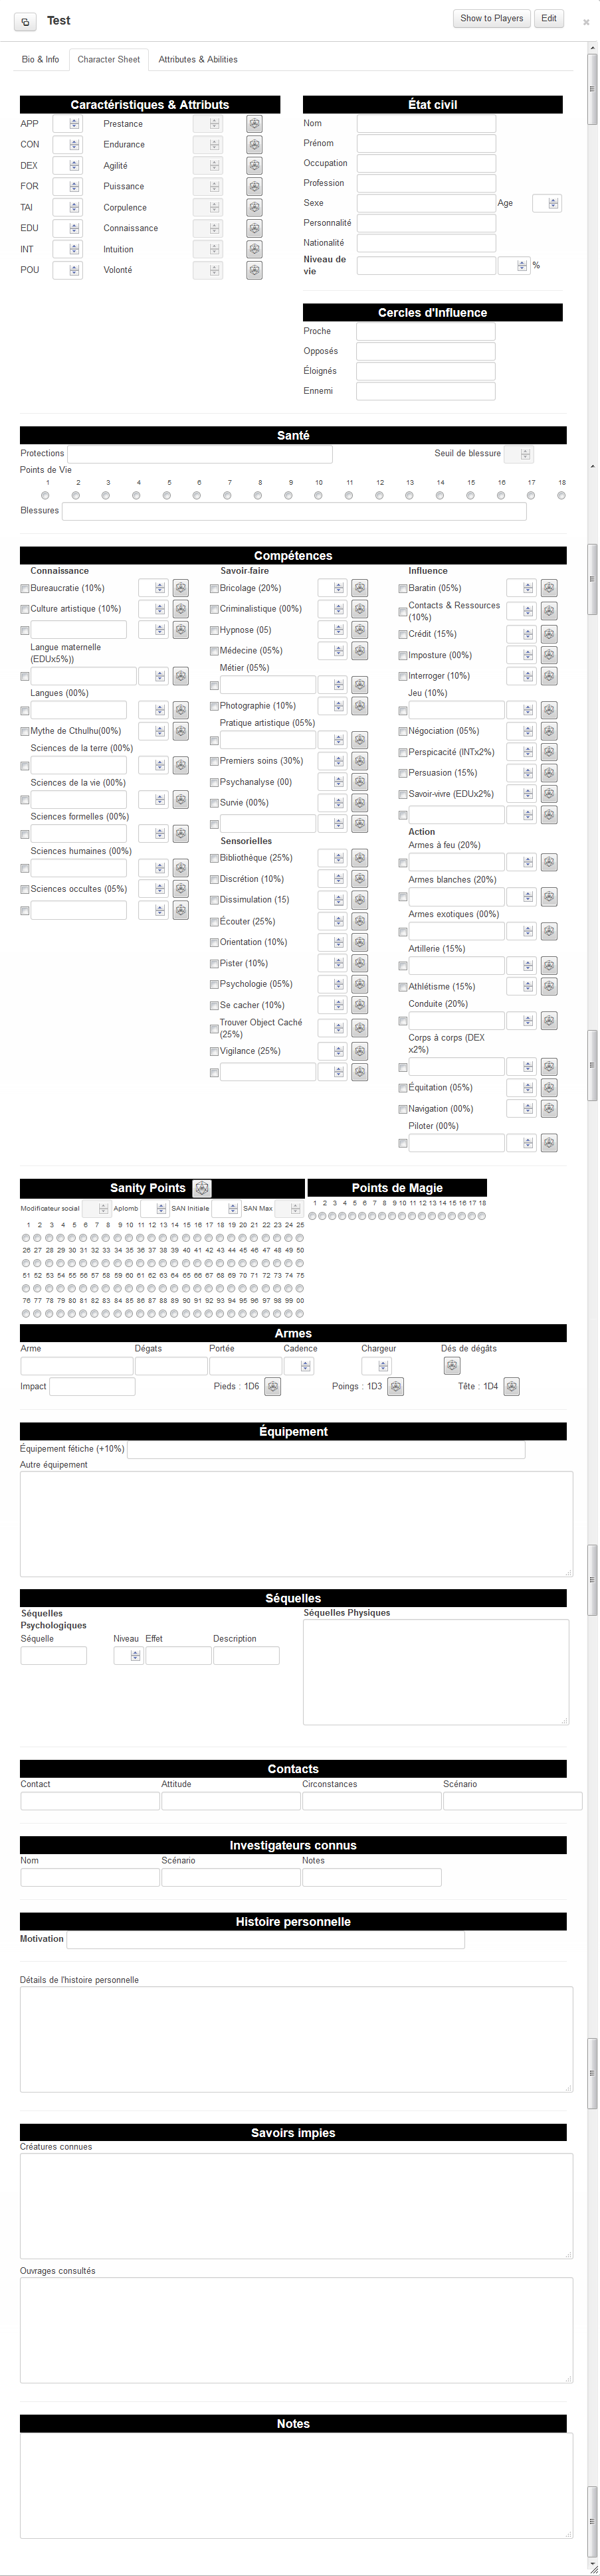 Test
Show to Players Edit
Bio & Info Character Sheet Attributes & Abilities
Caractéristiques & Attributs
APP Prestance
CON Endurance
DEX Agilité
FOR Puissance
TAI Corpulence
EDU Connaissance
INT Intuition
POU Volonté
État civil
Nom
Prénom
Occupation
Profession
Sexe Age
Personnalité
Nationalité
Niveau de
vie %
Cercles d'Influence
Proche
Opposés
Éloignés
Ennemi
Santé
Protections Seuil de blessure
Points de Vie
1 2 3 4 5 6 7 8 9 10 11 12 13 14 15 16 17 18
Blessures
Compétences
Connaissance
Bureaucratie (10%)
Culture artistique (10%)
Langue maternelle
(EDUx5%))
Langues (00%)
Mythe de Cthulhu(00%)
Sciences de la terre (00%)
Sciences de la vie (00%)
Sciences formelles (00%)
Sciences humaines (00%)
Sciences occultes (05%)
Savoir-faire
Bricolage (20%)
Criminalistique (00%)
Hypnose (05)
Médecine (05%)
Métier (05%)
Photographie (10%)
Pratique artistique (05%)
Premiers soins (30%)
Psychanalyse (00)
Survie (00%)
Sensorielles
Bibliothèque (25%)
Discrétion (10%)
Dissimulation (15)
Écouter (25%)
Orientation (10%)
Pister (10%)
Psychologie (05%)
Se cacher (10%)
Trouver Object Caché
(25%)
Vigilance (25%)
Influence
Baratin (05%)
Contacts & Ressources
(10%)
Crédit (15%)
Imposture (00%)
Interroger (10%)
Jeu (10%)
Négociation (05%)
Perspicacité (INTx2%)
Persuasion (15%)
Savoir-vivre (EDUx2%)
Action
Armes à feu (20%)
Armes blanches (20%)
Armes exotiques (00%)
Artillerie (15%)
Athlétisme (15%)
Conduite (20%)
Corps à corps (DEX
x2%)
Équitation (05%)
Navigation (00%)
Piloter (00%)
Sanity Points
Modificateur social Aplomb SAN Initiale SAN Max
1 2 3 4 5 6 7 8 9 10 11 12 13 14 15 16 17 18 19 20 21 22 23 24 25
26 27 28 29 30 31 32 33 34 35 36 37 38 39 40 41 42 43 44 45 46 47 48 49 50
51 52 53 54 55 56 57 58 59 60 61 62 63 64 65 66 67 68 69 70 71 72 73 74 75
76 77 78 79 80 81 82 83 84 85 86 87 88 89 90 91 92 93 94 95 96 97 98 99 00
Points de Magie
1 2 3 4 5 6 7 8 9 10 11 12 13 14 15 16 17 18
Armes
Arme Dégats Portée Cadence Chargeur Dés de dégâts
Impact Pieds : 1D6 Poings : 1D3 Tête : 1D4
Équipement
Équipement fétiche (+10%)
Autre équipement
Séquelles
Séquelles
Psychologiques
Séquelle Niveau Effet Description
Séquelles Physiques
Contacts
Contact Attitude Circonstances Scénario
Investigateurs connus
Nom Scénario Notes
Histoire personnelle
Motivation
Détails de l'histoire personnelle
Savoirs impies
Créatures connues
Ouvrages consultés
Notes